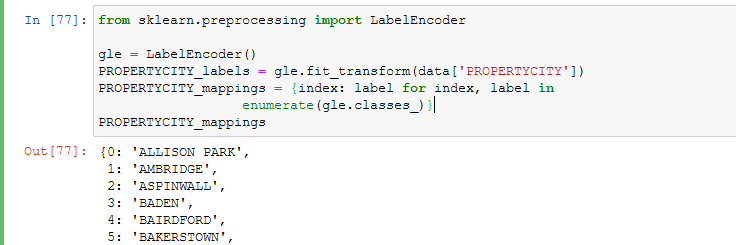 In [77]: from sklearn.preprocessing import LabelEncoder
gle = LabelEncoder()
PROPERTYCITY_labels = gle.fit_transform(data['PROPERTYCITY'])
PROPERTYCITY_mappings = {index: label for index, label in
enumerate(gle.classes_)}
PROPERTYCITY_mappings
Out[77]: {0: 'ALLISON PARK',
1: 'AMBRIDGE',
2: 'ASPINWALL',
3: 'BADEN',
4: 'BAIRDFORD',
5: 'BAKERSTOWN',